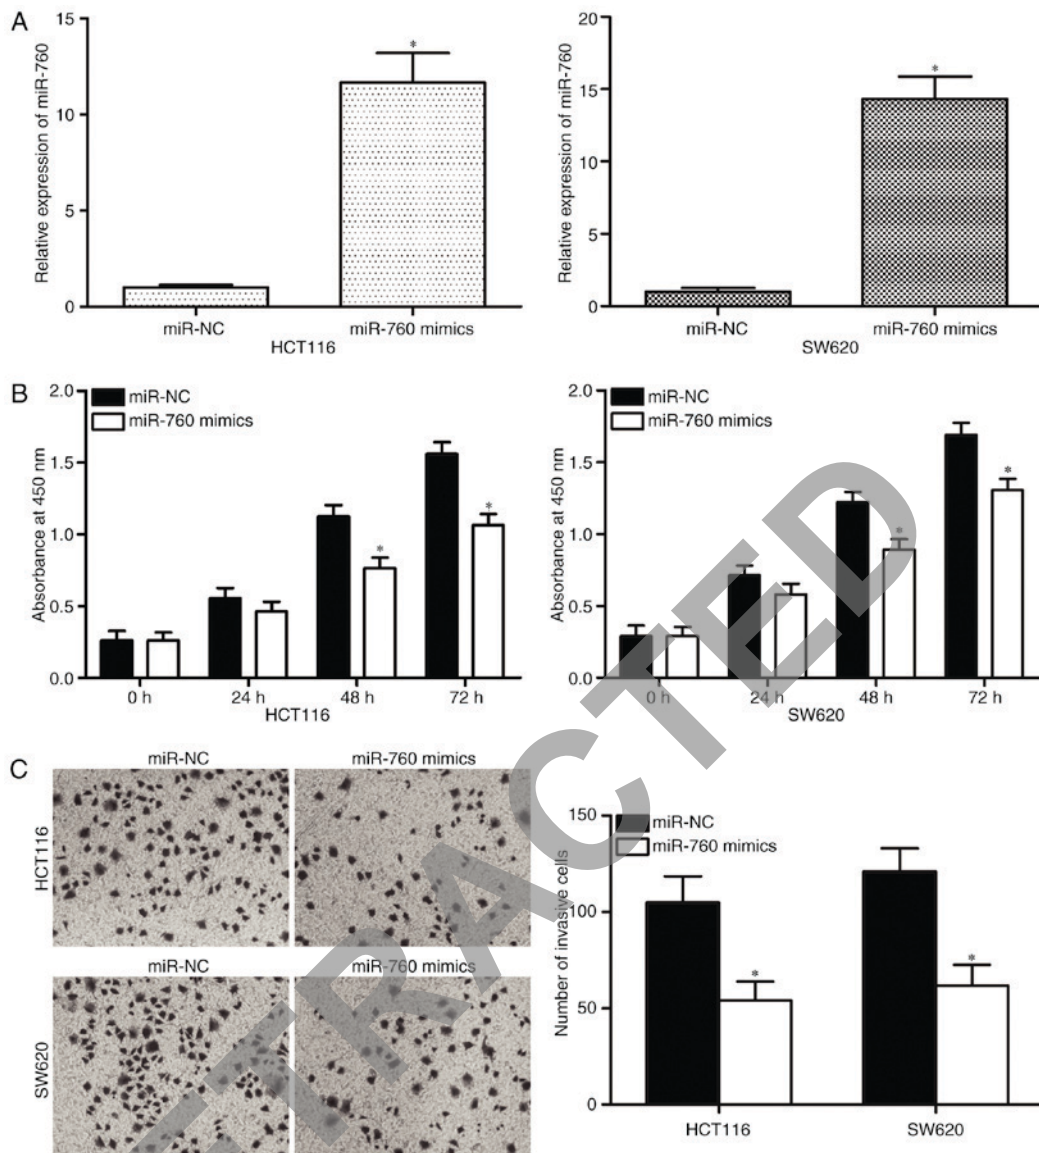 A
Relative expression of miR-760
15
10
5
0
*
miR-NC
miR-760 mimics
HCT116
Relative expression of miR-760
20
15
10
5
0
*
miR-NC
miR-760 mimics
SW620
B
Absorbance at 450 nm
2.0
1.5
1.0
0.5
0.0
miR-NC
miR-760 mimics
*
*
0 h
24 h
48 h
72 h
HCT116
Absorbance at 450 nm
2.0
1.5
1.0
0.5
0.0
miR-NC
miR-760 mimics
*
*
0 h
24 h
48 h
72 h
SW620
C
miR-NC
miR-760 mimics
HCT116
miR-NC
miR-760 mimics
SW620
Number of invasive cells
150
100
50
0
miR-NC
miR-760 mimics
*
*
HCT116
SW620
TRACTED